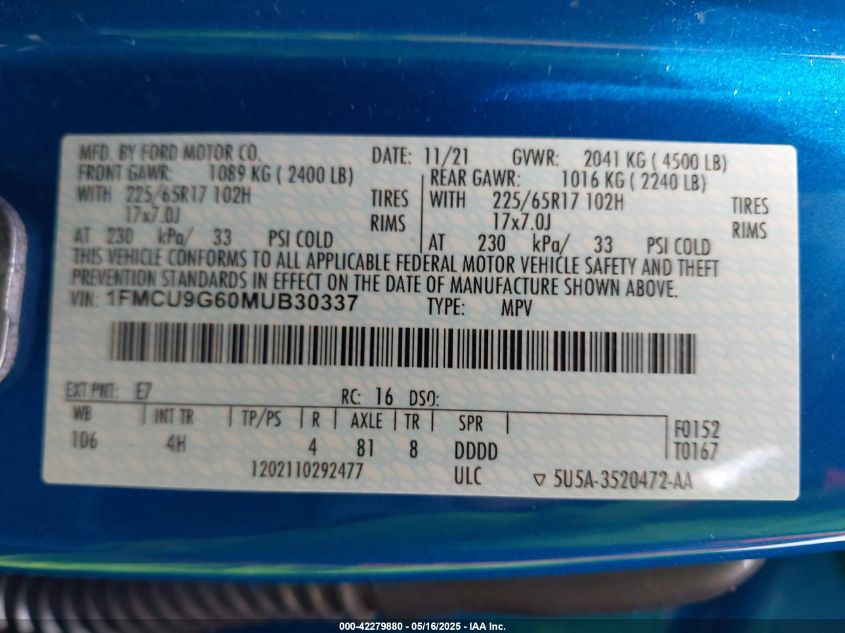 MFD. BY FORD MOTOR CO. DATE: 11/21 GVWR: 2041 KG ( 4500 LB)
FRONT GAWR: 1089 KG ( 2400 LB) REAR GAWR: 1016 KG ( 2240 LB)
WITH 225/65R17 102H TIRES WITH 225/65R17 102H TIRES
17x7.0J RIMS 17x7.0J RIMS
AT 230 kPa/ 33 PSI COLD AT 230 kPa/ 33 PSI COLD
THIS VEHICLE CONFORMS TO ALL APPLICABLE FEDERAL MOTOR VEHICLE SAFETY AND THEFT
PREVENTION STANDARDS IN EFFECT ON THE DATE OF MANUFACTURE SHOWN ABOVE.
VIN: 1FMCU9G60MUB30337 TYPE: MPV
EXT PNT: E7 RC: 16 DSO:
WB INT TR TP/PS R AXLE TR SPR F0152
106 4H 4 81 8 DDDD T0167
1202110292477 ULC ▽ 5U5A-3520472-AA
000-42279880 - 05/16/2025 - IAA Inc.